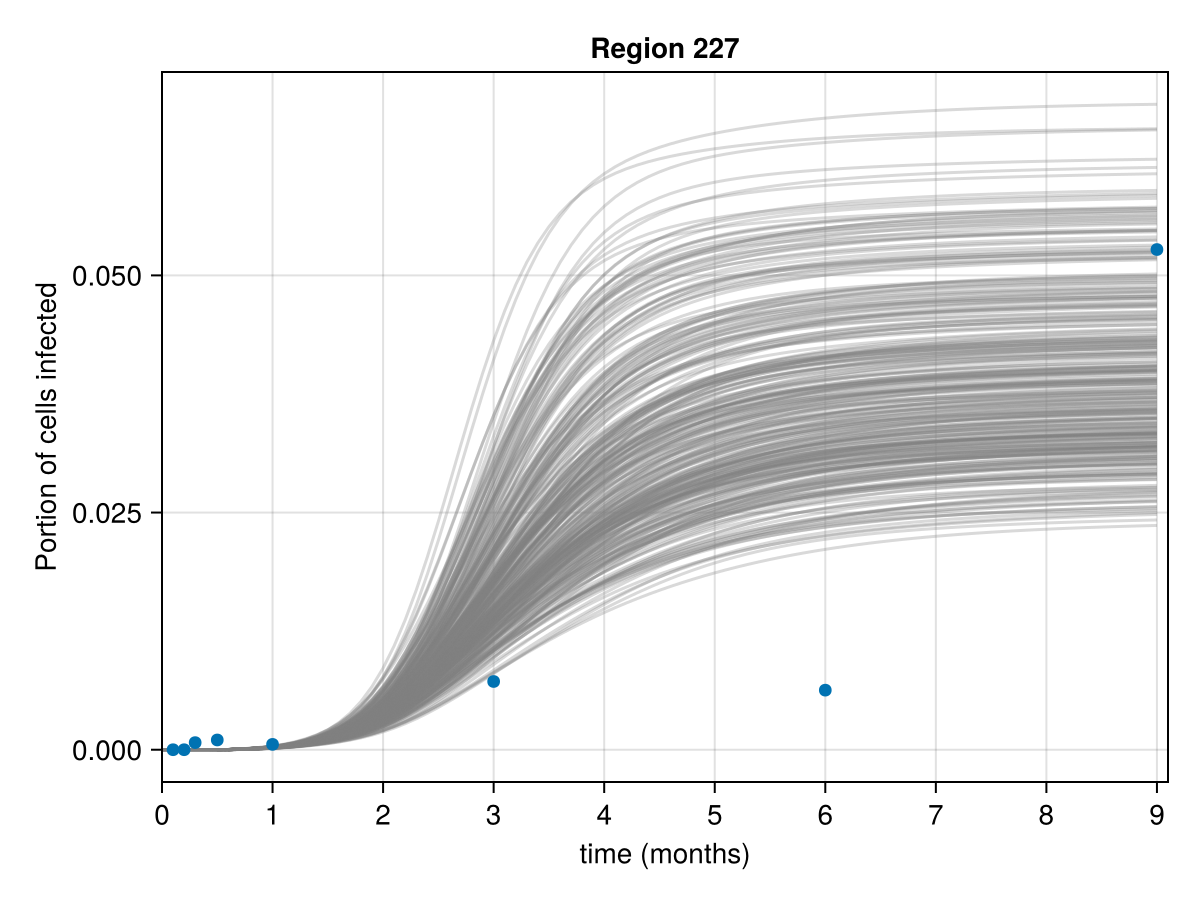 Region 227
Portion of cells infected
0.050
0.025
0.000
0 1 2 3 4 5 6 7 8 9
time (months)